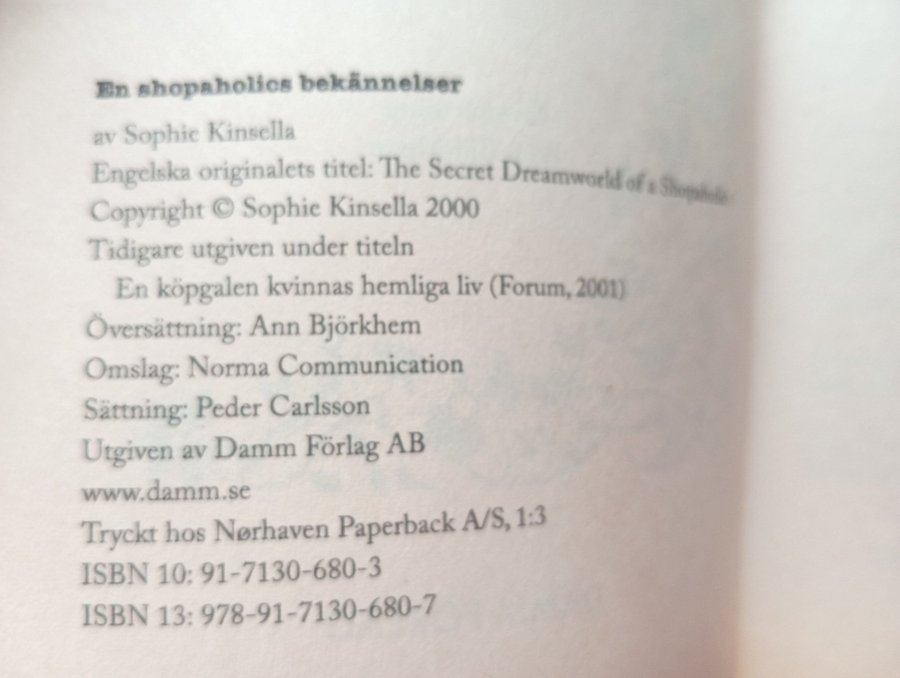 En shopaholics bekännelser
av Sophie Kinsella
Engelska originalets titel: The Secret Dreamworld of a Shopaholic
Copyright © Sophie Kinsella 2000
Tidigare utgiven under titeln
En köpgalen kvinnas hemliga liv (Forum, 2001)
Översättning: Ann Björkhem
Omslag: Norma Communication
Sättning: Peder Carlsson
Utgiven av Damm Förlag AB
www.damm.se
Tryckt hos Nørhaven Paperback A/S, 1:3
ISBN 10: 91-7130-680-3
ISBN 13: 978-91-7130-680-7